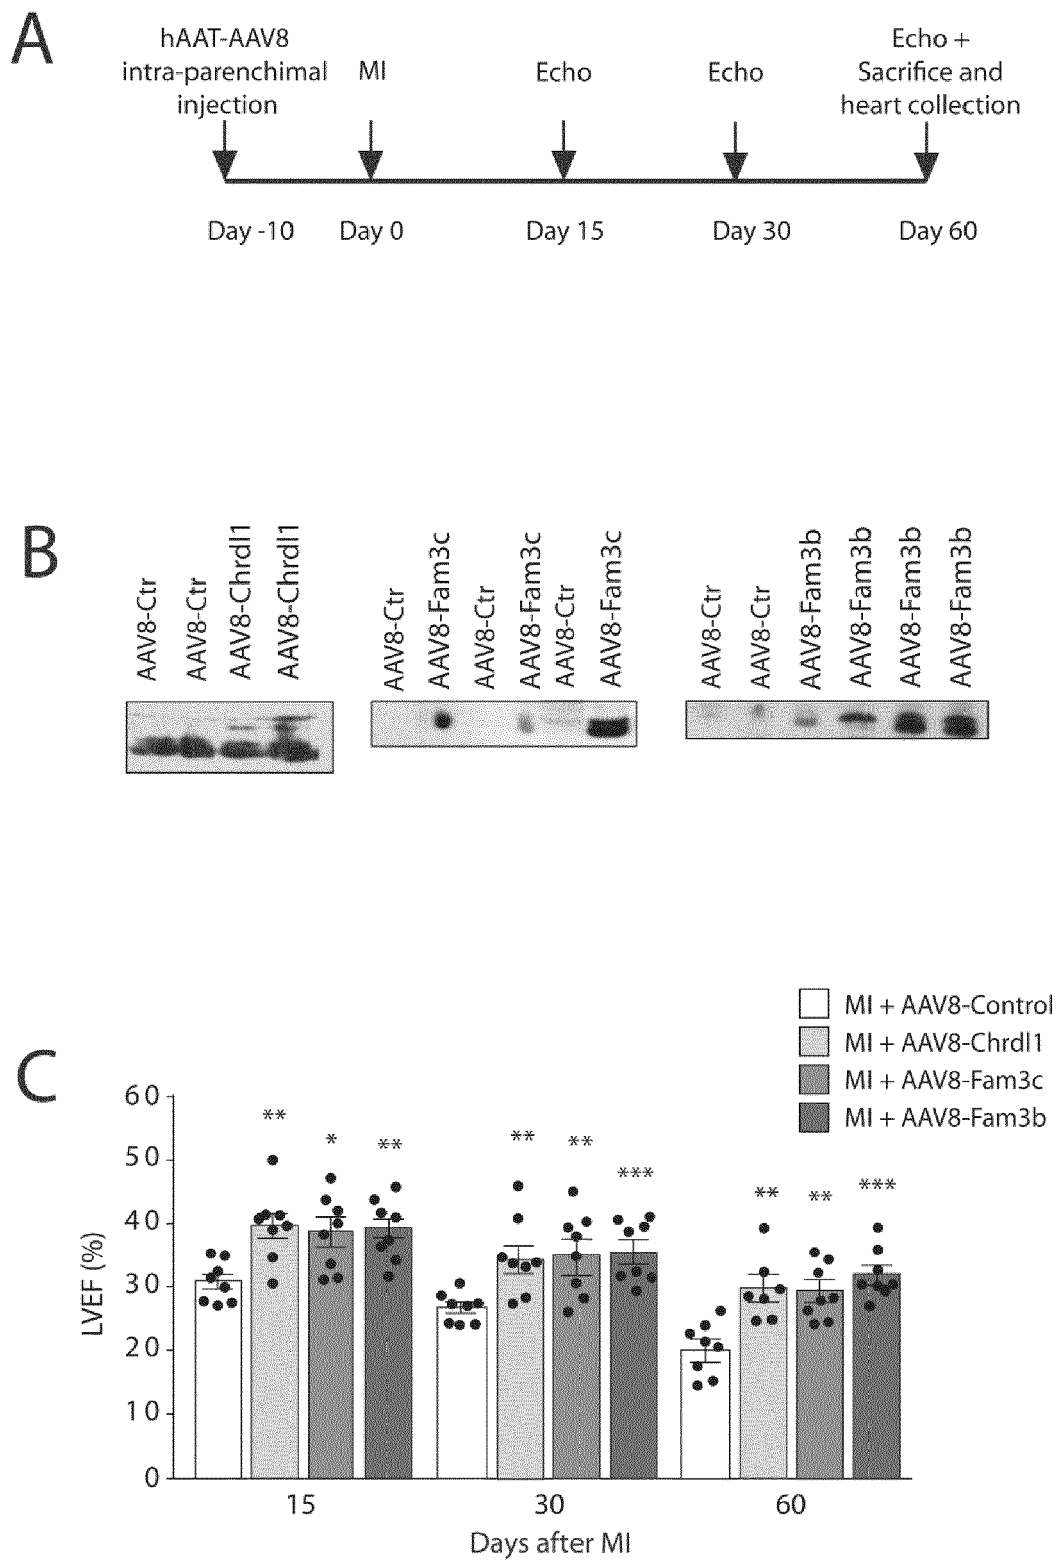 A
hAAT-AAV8
intra-parenchimal
injection
MI
Echo
Echo
Echo +
Sacrifice and
heart collection
Day -10
Day 0
Day 15
Day 30
Day 60
B
AAV8-Ctr
AAV8-Ctr
AAV8-Chrdl1
AAV8-Chrdl1
AAV8-Ctr
AAV8-Fam3c
AAV8-Ctr
AAV8-Fam3c
AAV8-Ctr
AAV8-Fam3c
AAV8-Ctr
AAV8-Ctr
AAV8-Fam3b
AAV8-Fam3b
AAV8-Fam3b
AAV8-Fam3b
C
MI + AAV8-Control
MI + AAV8-Chrdl1
MI + AAV8-Fam3c
MI + AAV8-Fam3b
LVEF (%)
60
50
40
30
20
10
0
** * **
** ** ***
** ** ***
15
30
60
Days after MI